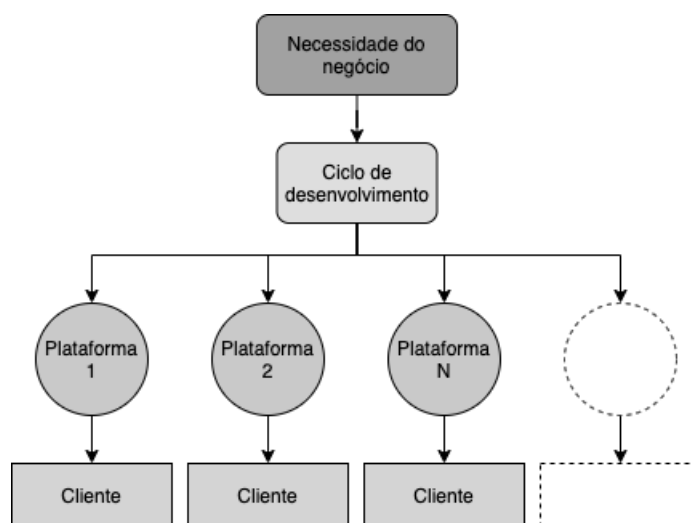 Necessidade do
negócio
Ciclo de
desenvolvimento
Plataforma
1
Plataforma
2
Plataforma
N
Cliente
Cliente
Cliente